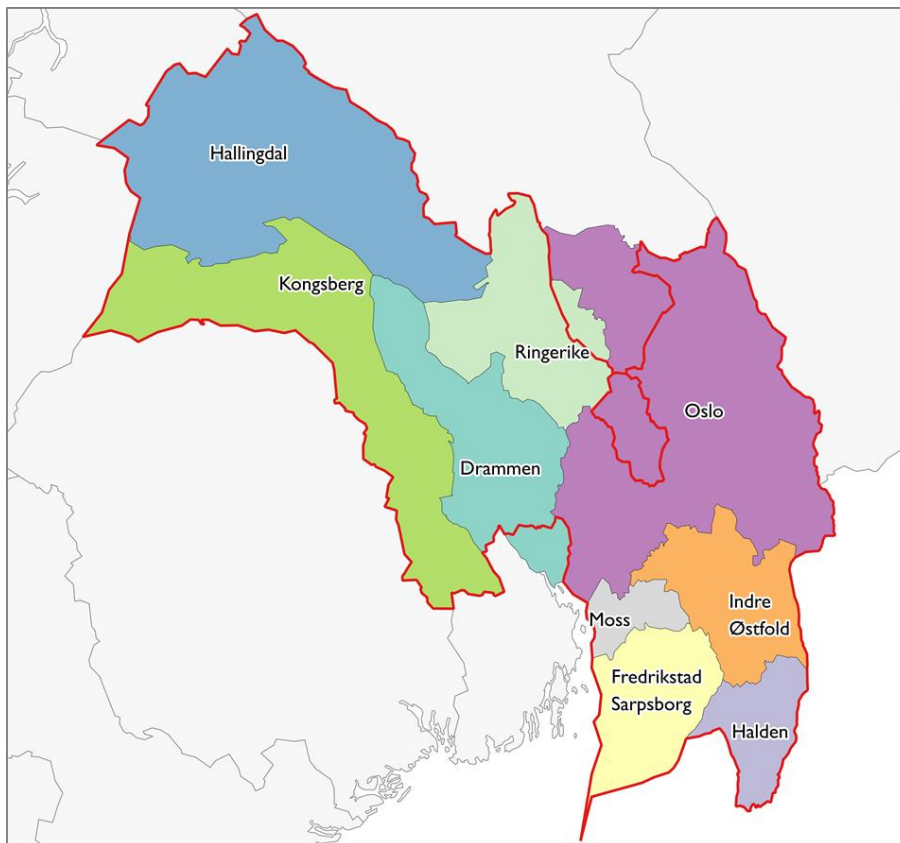 Hallingdal
Kongsberg
Ringerike
Oslo
Drammen
Indre
Østfold
Moss
Fredrikstad
Sarpsborg
Halden